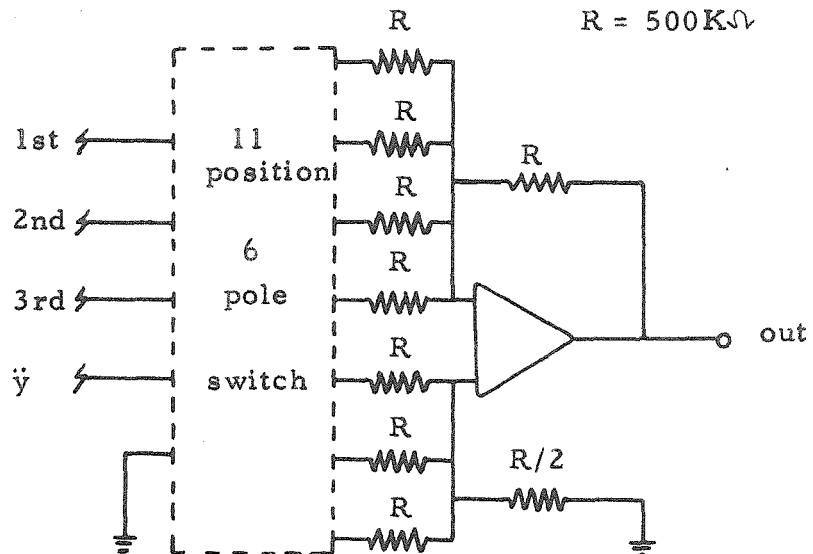 R
R = 500KΩ
1st
11
position
R
R
R
2nd
6
R
3rd
pole
out
R
ÿ
switch
R
R/2
R